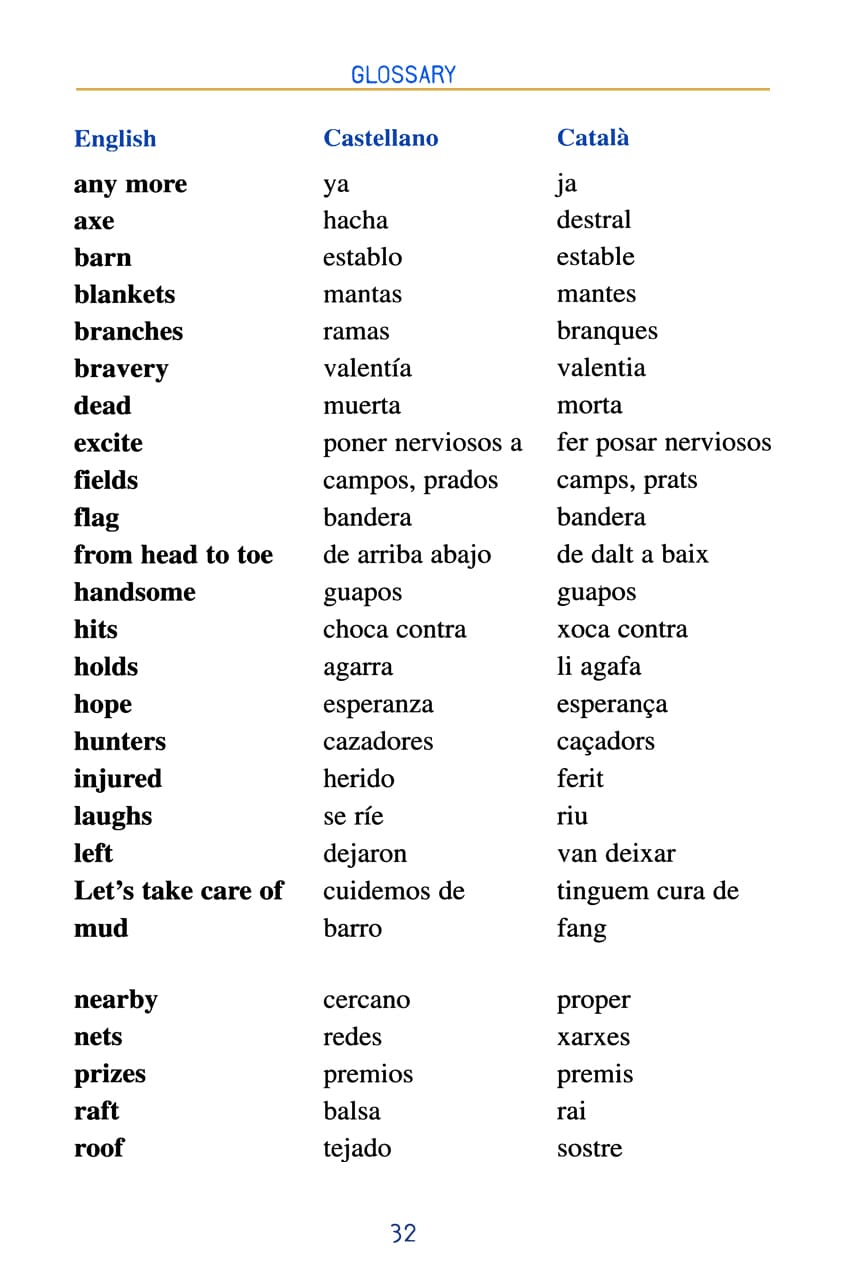 GLOSSARY
English Castellano Català
any more ya ja
axe hacha destral
barn establo estable
blankets mantas mantes
branches ramas branques
bravery valentía valentia
dead muerta morta
excite poner nerviosos a fer posar nerviosos
fields campos, prados camps, prats
flag bandera bandera
from head to toe de arriba abajo de dalt a baix
handsome guapos guapos
hits choca contra xoca contra
holds agarra li agafa
hope esperanza esperança
hunters cazadores caçadors
injured herido ferit
laughs se ríe riu
left dejaron van deixar
Let’s take care of cuidemos de tinguem cura de
mud barro fang
nearby cercano proper
nets redes xarxes
prizes premios premis
raft balsa rai
roof tejado sostre
32